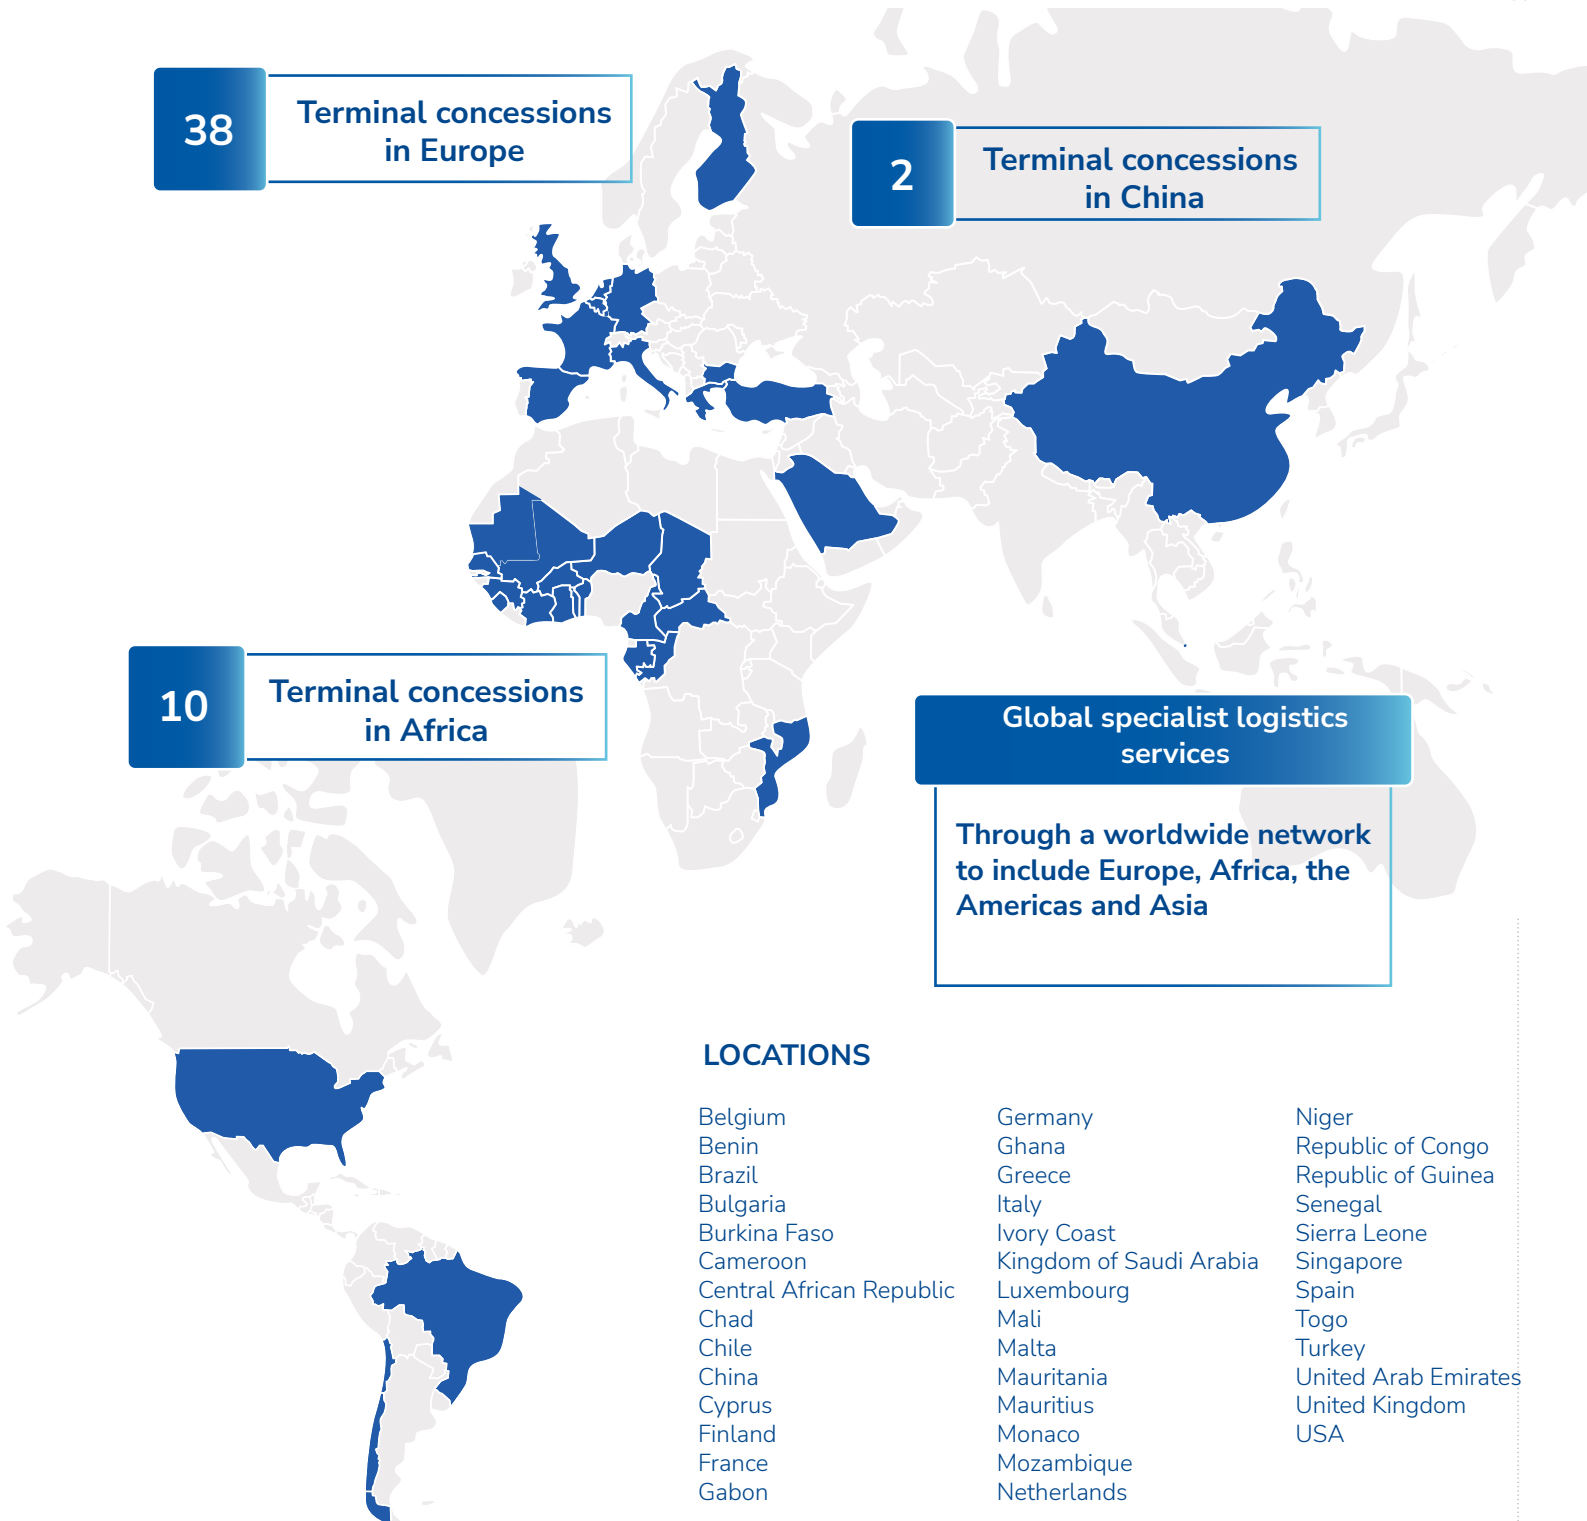 38
Terminal concessions
in Europe
2
Terminal concessions
in China
10
Terminal concessions
in Africa
Global specialist logistics
services
Through a worldwide network
to include Europe, Africa, the
Americas and Asia
LOCATIONS
Belgium
Benin
Brazil
Bulgaria
Burkina Faso
Cameroon
Central African Republic
Chad
Chile
China
Cyprus
Finland
France
Gabon
Germany
Ghana
Greece
Italy
Ivory Coast
Kingdom of Saudi Arabia
Luxembourg
Mali
Malta
Mauritania
Mauritius
Monaco
Mozambique
Netherlands
Niger
Republic of Congo
Republic of Guinea
Senegal
Sierra Leone
Singapore
Spain
Togo
Turkey
United Arab Emirates
United Kingdom
USA